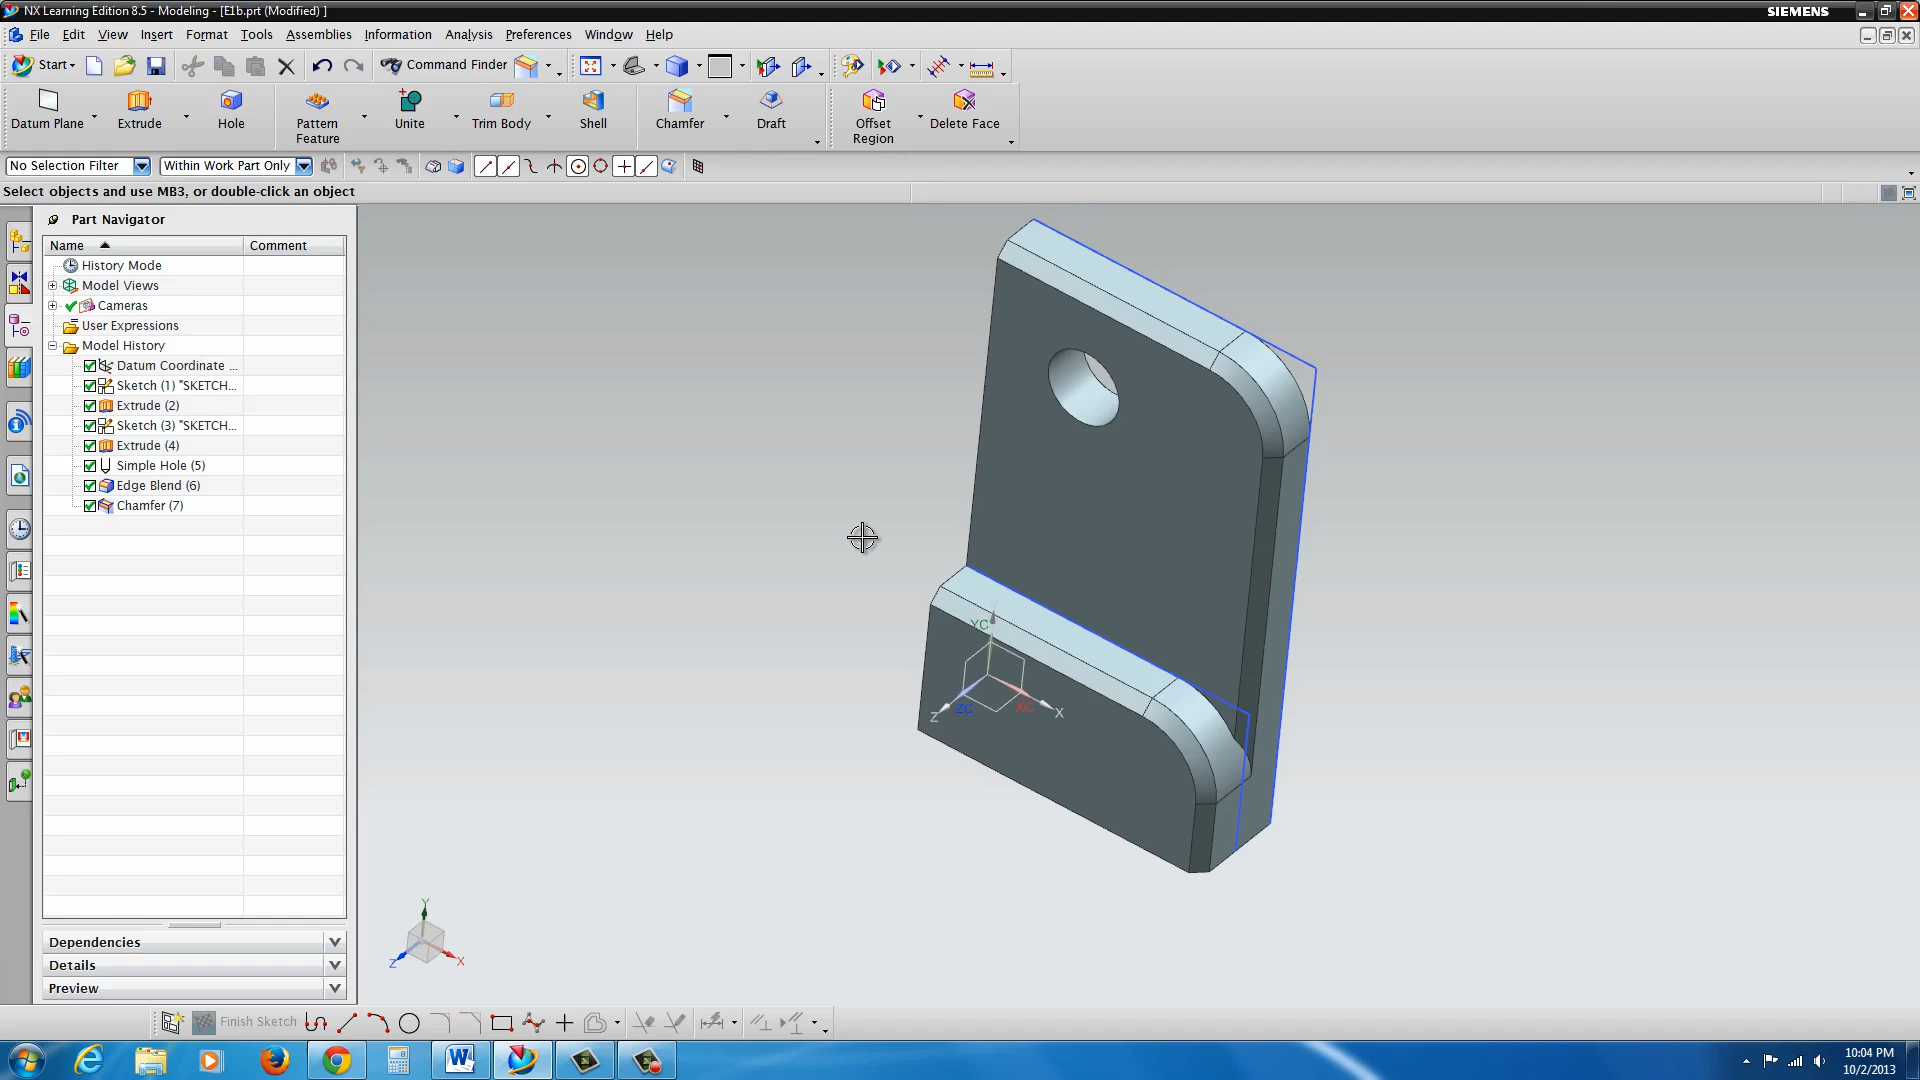 NX Learning Edition 8.5 - Modeling - [E1b.prt (Modified) ]
SIEMENS
File Edit View Insert Format Tools Assemblies Information Analysis Preferences Window Help
Start Command Finder
Datum Plane Extrude Hole Pattern Feature Unite Trim Body Shell Chamfer Draft Offset Region Delete Face
No Selection Filter Within Work Part Only
Select objects and use MB3, or double-click an object
Part Navigator
Name Comment
History Mode
Model Views
Cameras
User Expressions
Model History
Datum Coordinate ...
Sketch (1) "SKETCH...
Extrude (2)
Sketch (3) "SKETCH...
Extrude (4)
Simple Hole (5)
Edge Blend (6)
Chamfer (7)
Y
YC
Z ZC XC X
Y
Z X
Dependencies
Details
Preview
Finish Sketch
10:04 PM
10/2/2013